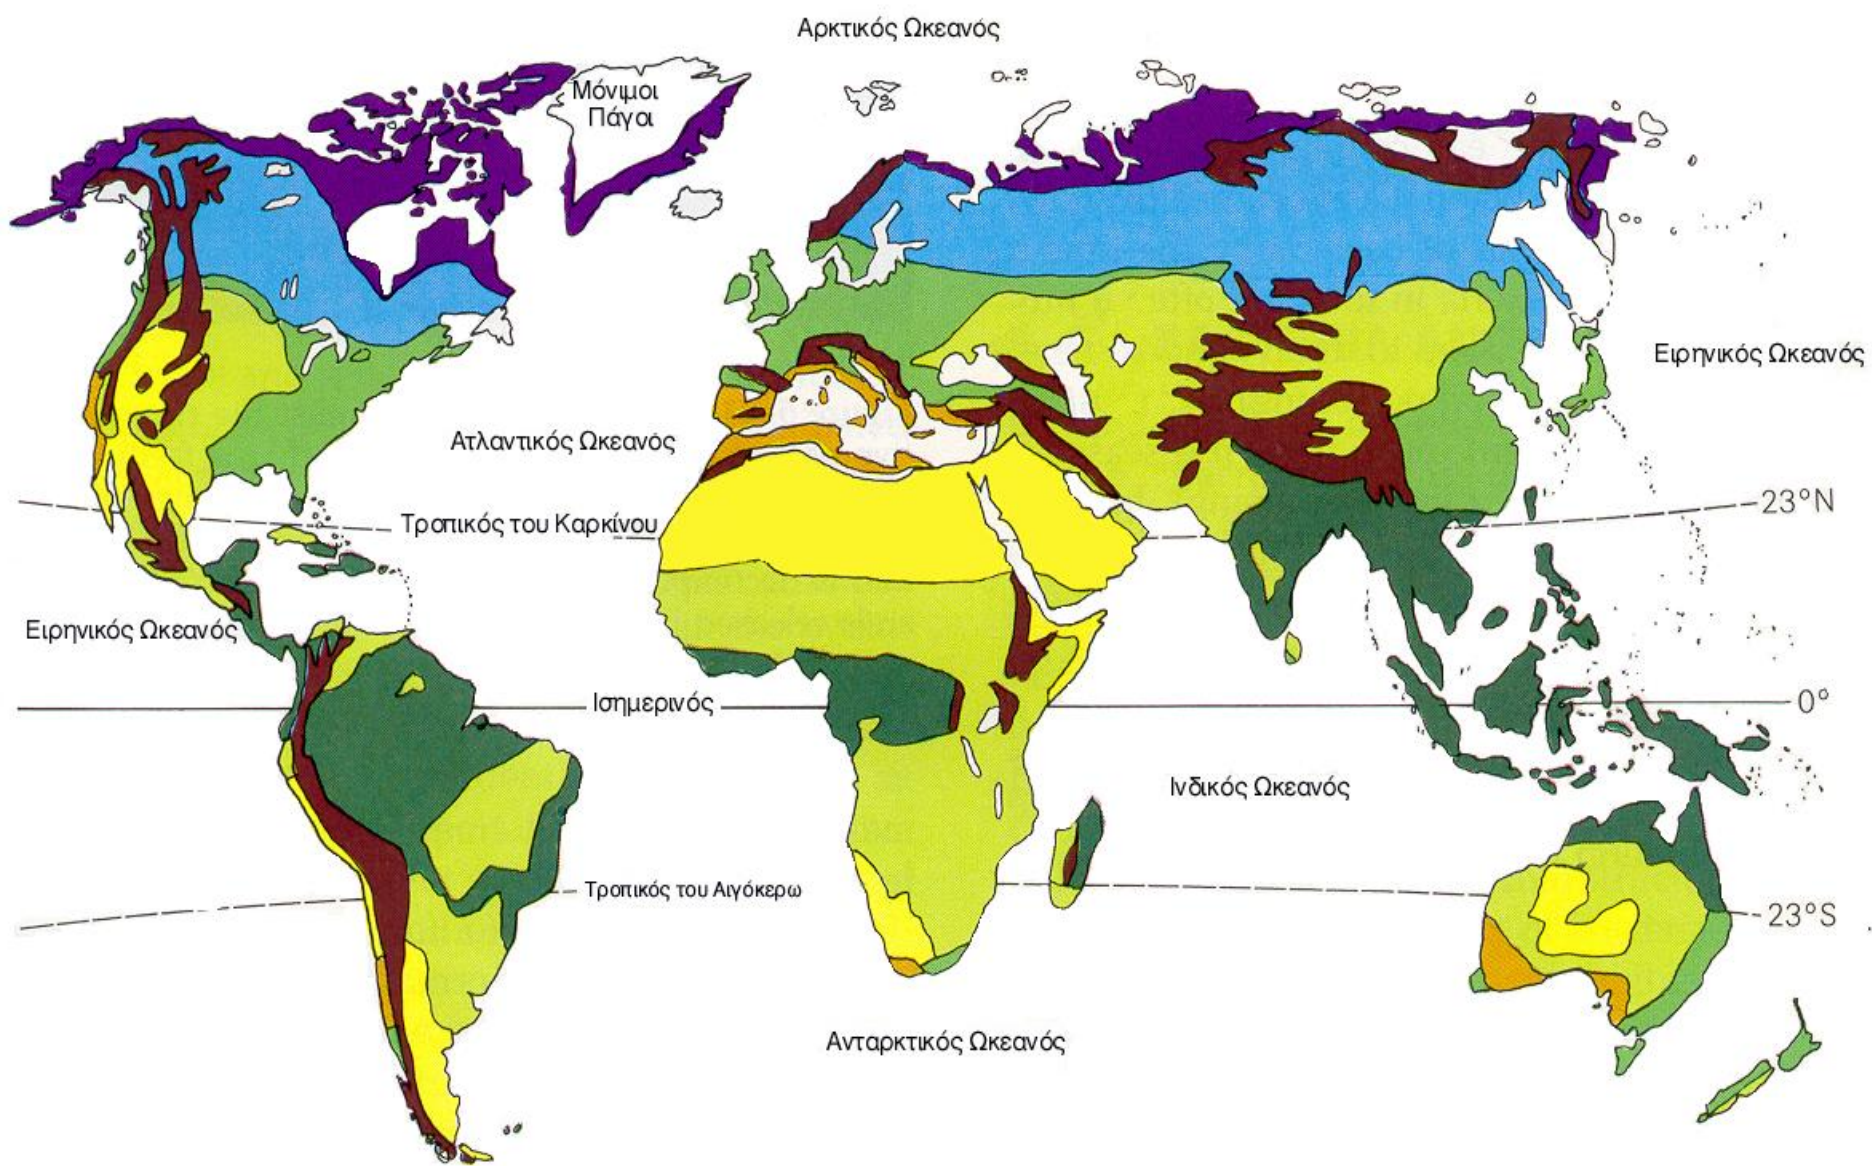 Αρκτικός Ωκεανός
Μόνιμοι
Πάγοι
Ειρηνικός Ωκεανός
Ατλαντικός Ωκεανός
23°N
Τροπικός του Καρκίνου
Ειρηνικός Ωκεανός
Ισημερινός
0°
Ινδικός Ωκεανός
Τροπικός του Αιγόκερω
23°S
Ανταρκτικός Ωκεανός